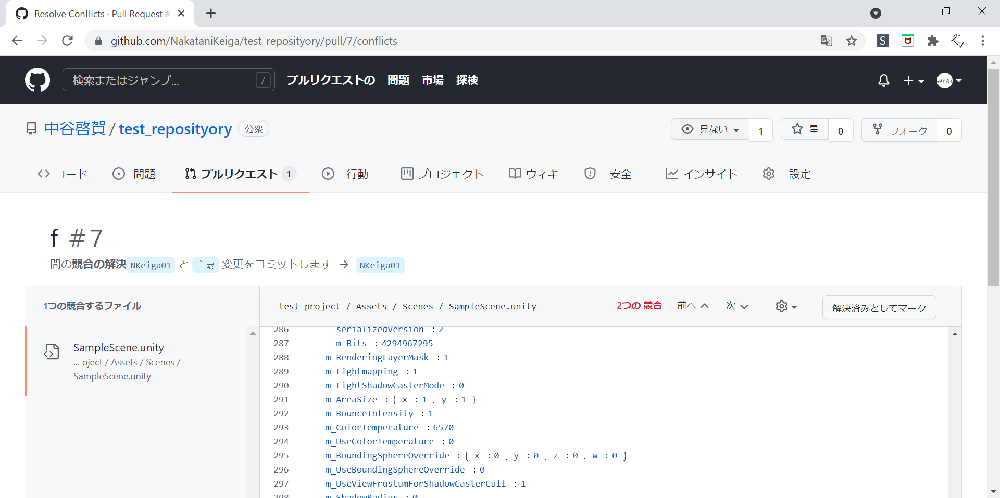 Resolve Conflicts · Pull Request #
github.com/NakataniKeiga/test_reposityory/pull/7/conflicts
検索またはジャンプ... / プルリクエストの 問題 市場 探検
中谷啓賀 / test_reposityory 公衆 見ない 1 星 0 フォーク 0
コード 問題 プルリクエスト 1 行動 プロジェクト ウィキ 安全 インサイト 設定
f #7
間の競合の解決 NKeiga01 と 主要 変更をコミットします → NKeiga01
1つの競合するファイル
SampleScene.unity
... oject / Assets / Scenes /
SampleScene.unity
test_project / Assets / Scenes / SampleScene.unity 2つの 競合 前へ 次 解決済みとしてマーク
286 serializedVersion :2
287 m_Bits :4294967295
288 m_RenderingLayerMask :1
289 m_Lightmapping :1
290 m_LightShadowCasterMode :0
291 m_AreaSize :{ x :1 、y :1 }
292 m_BounceIntensity :1
293 m_ColorTemperature :6570
294 m_UseColorTemperature :0
295 m_BoundingSphereOverride :{ x :0 、y :0 、z :0 、w :0 }
296 m_UseBoundingSphereOverride :0
297 m_UseViewFrustumForShadowCasterCull :1
298 m_ShadowRadius :0